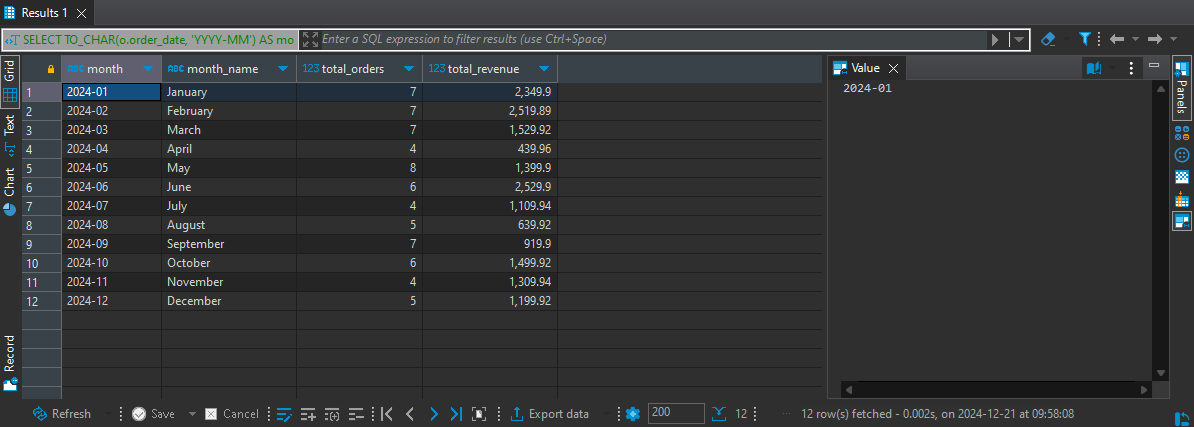 Results 1
SELECT TO_CHAR(o.order_date, 'YYYY-MM') AS mo Enter a SQL expression to filter results (use Ctrl+Space)
Grid
Text
Chart
Record
ABC month ABC month_name 123 total_orders 123 total_revenue
1 2024-01 January 7 2,349.9
2 2024-02 February 7 2,519.89
3 2024-03 March 7 1,529.92
4 2024-04 April 4 439.96
5 2024-05 May 8 1,399.9
6 2024-06 June 6 2,529.9
7 2024-07 July 4 1,109.94
8 2024-08 August 5 639.92
9 2024-09 September 7 919.9
10 2024-10 October 6 1,499.92
11 2024-11 November 4 1,309.94
12 2024-12 December 5 1,199.92
Value
2024-01
Panels
Refresh Save Cancel Export data 200 12 12 row(s) fetched - 0.002s, on 2024-12-21 at 09:58:08